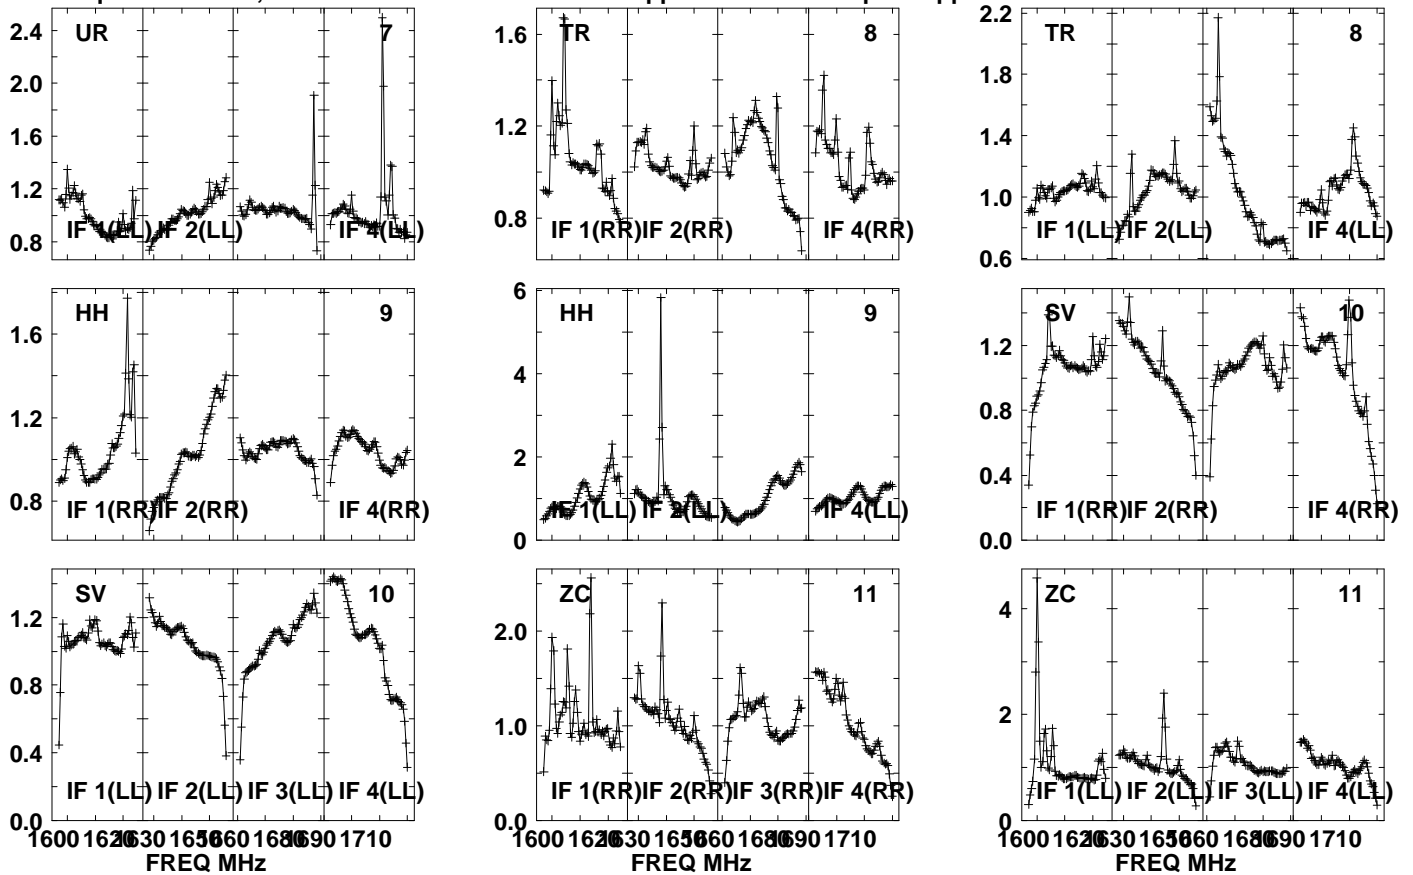 UR 7 TR 8 TR 8
2.4 2.0 1.6 1.2 0.8
1.6 1.2 0.8
2.2 1.8 1.4 1.0 0.6
IF 2(LL) IF 4(LL)
IF 1(RR) IF 2(RR) IF 4(RR)
IF 1(LL) IF 2(LL) IF 4(LL)
HH 9 HH 9 SV 10
1.6 1.2 0.8
6 4 2 0
1.2 0.8 0.4 0.0
IF 1(RR) IF 2(RR) IF 4(RR)
IF 1(LL) IF 2(LL) IF 4(LL)
IF 1(RR) IF 2(RR) IF 4(RR)
SV 10 ZC 11 ZC 11
1.2 0.8 0.4 0.0
2.0 1.0 0.0
4 2 0
IF 1(LL) IF 2(LL) IF 3(LL) IF 4(LL)
IF 1(RR) IF 2(RR) IF 3(RR) IF 4(RR)
IF 1(LL) IF 2(LL) IF 3(LL) IF 4(LL)
1600 1690 1710 1600 1690 1710 1600 1690 1710
FREQ MHz FREQ MHz FREQ MHz